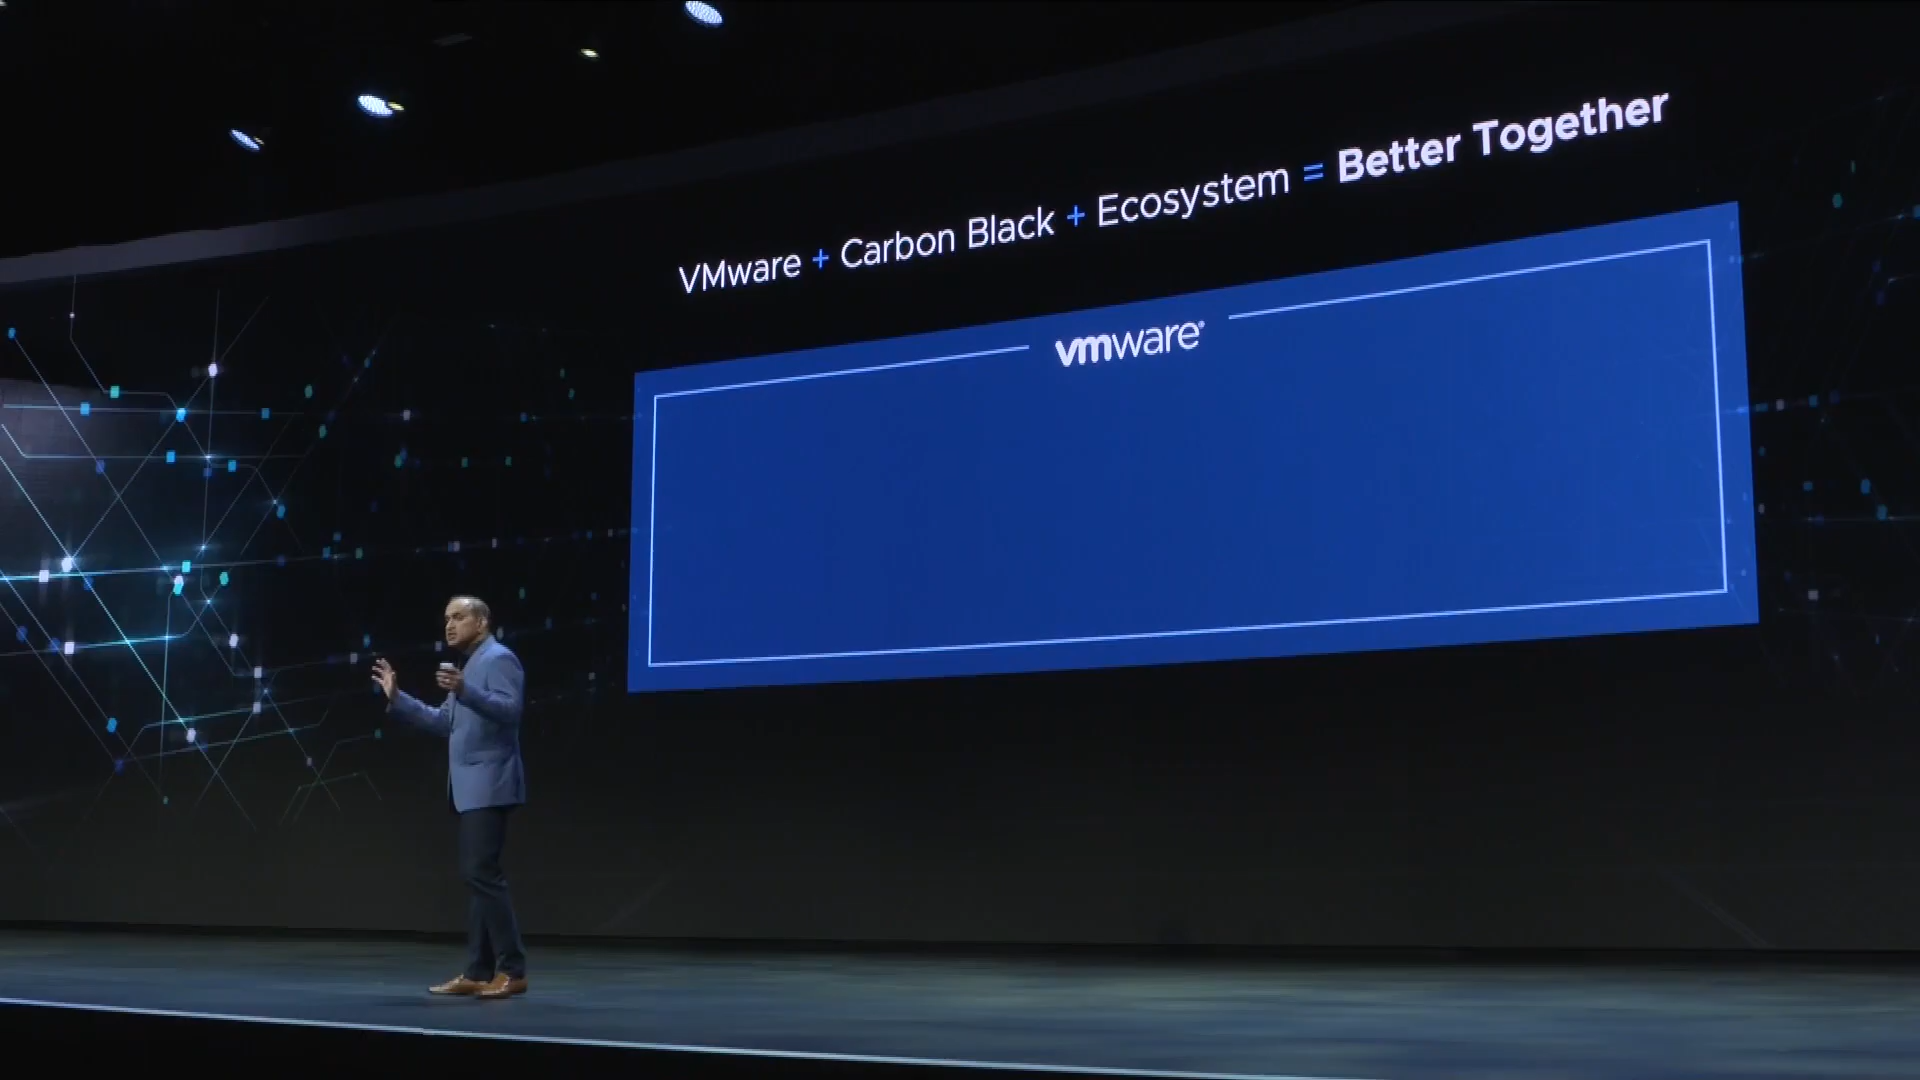 VMware + Carbon Black + Ecosystem = Better Together
vmware®